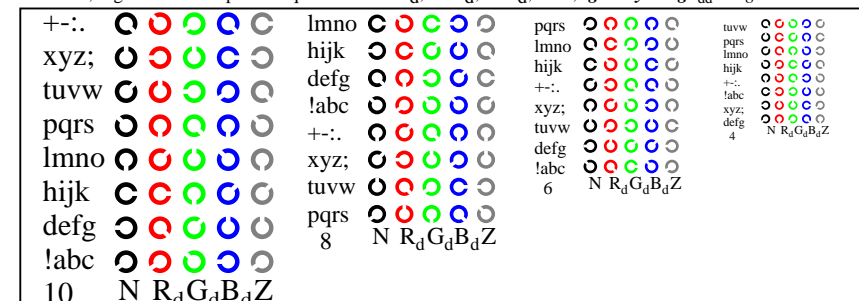 +-:.
xyz;
tuvw
pqrs
lmno
hijk
defg
!abc
10 N RdGdBdZ
lmno
hijk
defg
!abc
+-:.
xyz;
tuvw
pqrs
8 N RdGdBdZ
pqrs
lmno
hijk
+-:.
xyz;
tuvw
defg
!abc
6 N RdGdBdZ
tuvw
pqrs
lmno
hijk
+-:.
!abc
xyz;
defg
4 N RdGdBdZ